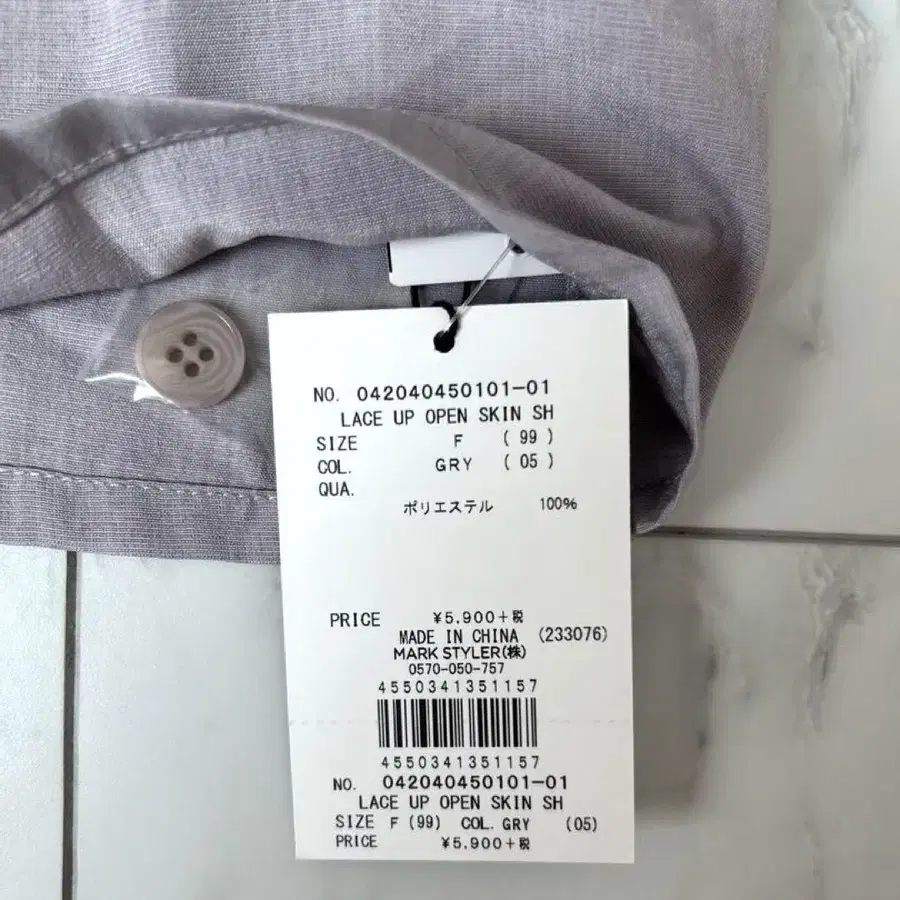 NO. 042040450101-01
LACE UP OPEN SKIN SH
SIZE F (99)
COL. GRY (05)
QUA.
ポリエステル 100%
PRICE ¥5,900+税
MADE IN CHINA (233076)
MARK STYLER(株)
0570-050-757
4550341351157
4550341351157
NO. 042040450101-01
LACE UP OPEN SKIN SH
SIZE F (99) COL. GRY (05)
PRICE ¥5,900+税